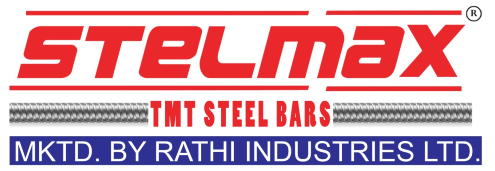 STELMAX ®
TMT STEEL BARS
MKTD. BY RATHI INDUSTRIES LTD.